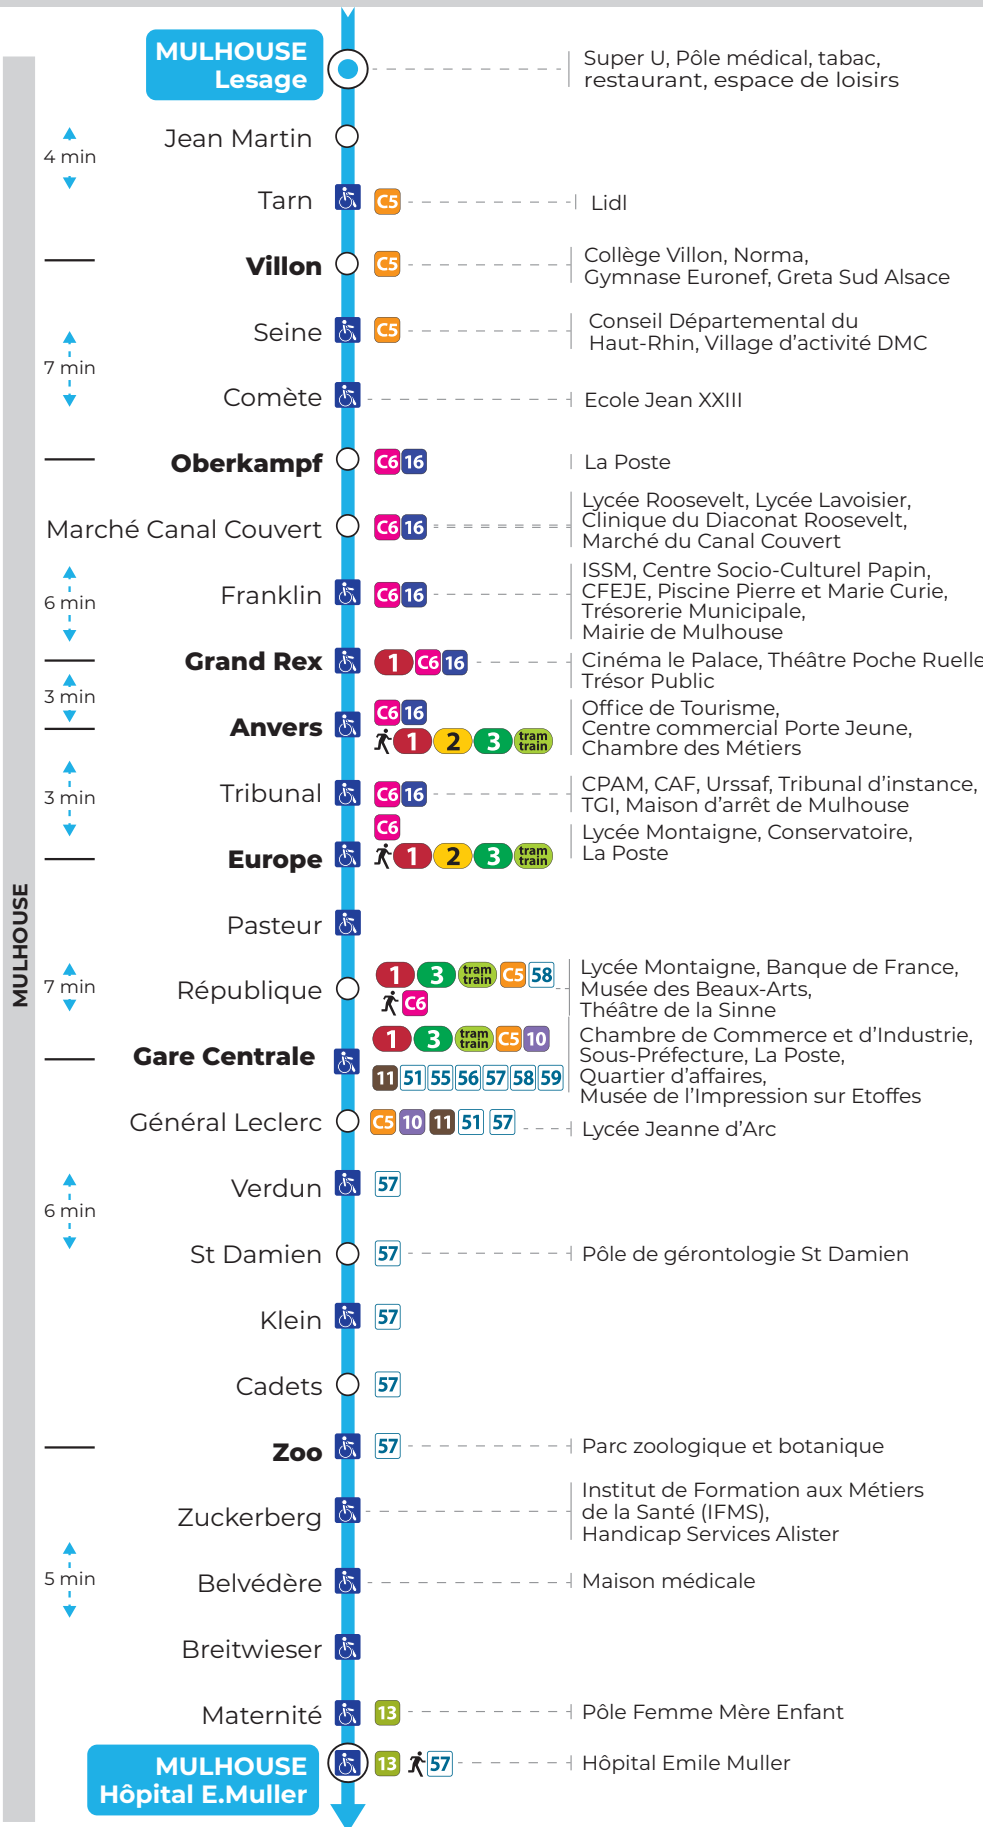 MULHOUSE
Lesage
Super U, Pôle médical, tabac,
restaurant, espace de loisirs
Jean Martin
4 min
Tarn
C5
Lidl
Villon
C5
Collège Villon, Norma,
Gymnase Euronef, Greta Sud Alsace
Seine
C5
Conseil Départemental du
Haut-Rhin, Village d'activité DMC
7 min
Comète
Ecole Jean XXIII
Oberkampf
C6 16
La Poste
Marché Canal Couvert
C6 16
Lycée Roosevelt, Lycée Lavoisier,
Clinique du Diaconat Roosevelt,
Marché du Canal Couvert
6 min
Franklin
C6 16
ISSM, Centre Socio-Culturel Papin,
CFEJE, Piscine Pierre et Marie Curie,
Trésorerie Municipale,
Mairie de Mulhouse
Grand Rex
1 C6 16
Cinéma le Palace, Théâtre Poche Ruelle
Trésor Public
3 min
Anvers
C6 16
1 2 3 tram train
Office de Tourisme,
Centre commercial Porte Jeune,
Chambre des Métiers
3 min
Tribunal
C6 16
CPAM, CAF, Urssaf, Tribunal d'instance,
TGI, Maison d'arrêt de Mulhouse
Europe
C6
1 2 3 tram train
Lycée Montaigne, Conservatoire,
La Poste
MULHOUSE
Pasteur
7 min
République
1 3 tram train C5 58
C6
Lycée Montaigne, Banque de France,
Musée des Beaux-Arts,
Théâtre de la Sinne
Gare Centrale
1 3 tram train C5 10
11 51 55 56 57 58 59
Chambre de Commerce et d'Industrie,
Sous-Préfecture, La Poste,
Quartier d'affaires,
Musée de l'Impression sur Etoffes
Général Leclerc
C5 10 11 51 57
Lycée Jeanne d'Arc
Verdun
57
6 min
St Damien
57
Pôle de gérontologie St Damien
Klein
57
Cadets
57
Zoo
57
Parc zoologique et botanique
Zuckerberg
Institut de Formation aux Métiers
de la Santé (IFMS),
Handicap Services Alister
5 min
Belvédère
Maison médicale
Breitwieser
Maternité
13
Pôle Femme Mère Enfant
MULHOUSE
Hôpital E.Muller
13 57
Hôpital Emile Muller